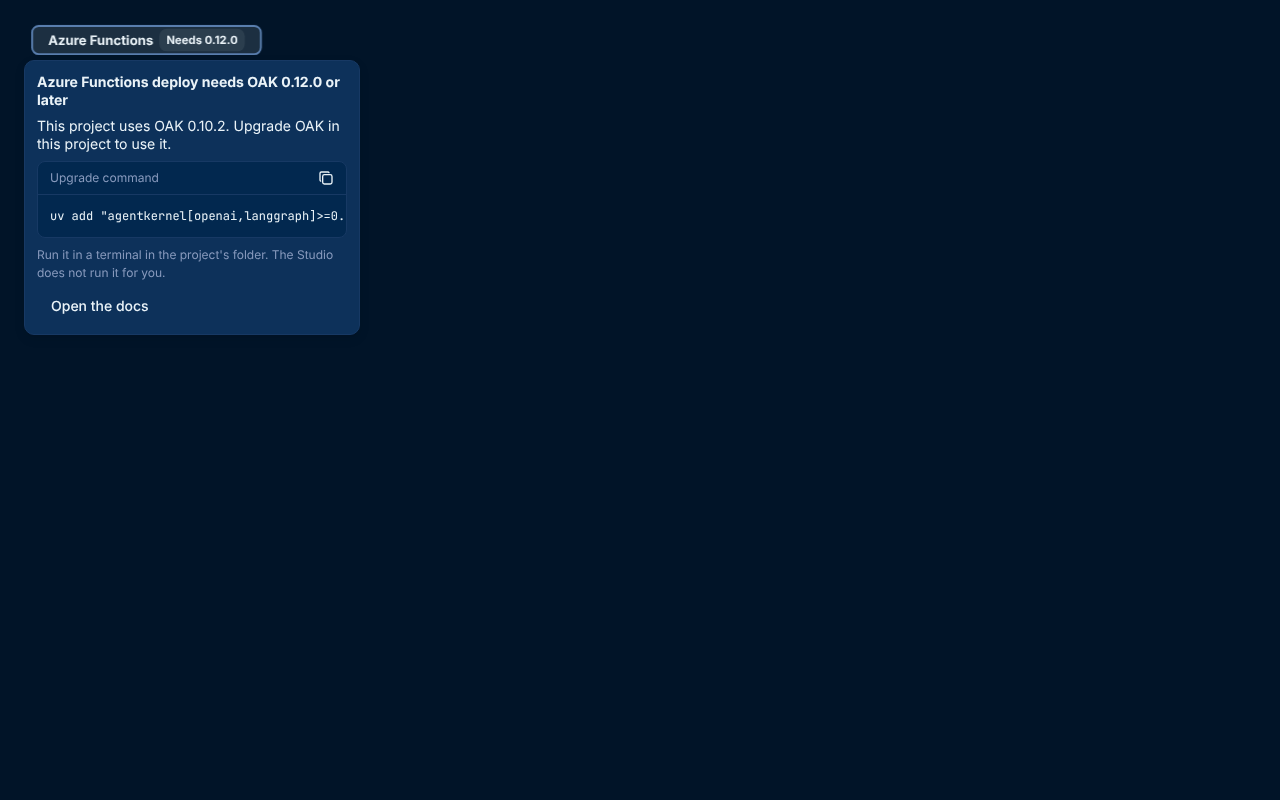 Azure Functions Needs 0.12.0
Azure Functions deploy needs OAK 0.12.0 or
later
This project uses OAK 0.10.2. Upgrade OAK in
this project to use it.
Upgrade command
uv add "agentkernel[openai,langgraph]>=0.
Run it in a terminal in the project's folder. The Studio
does not run it for you.
Open the docs